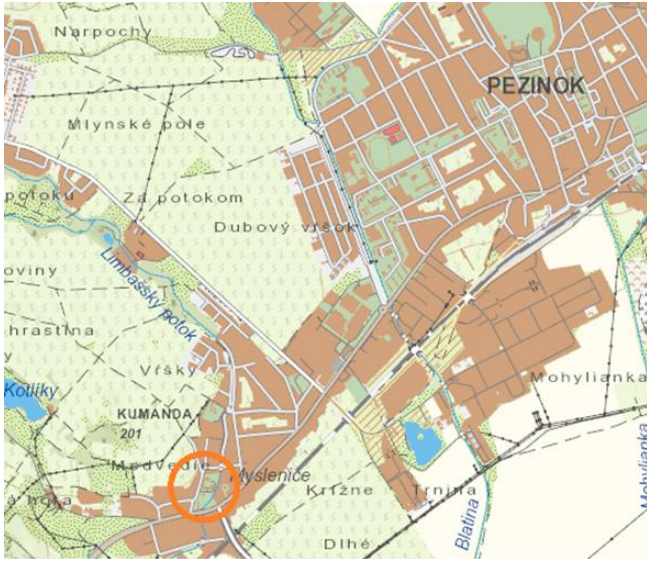 Narpochy
PEZINOK
Mlynské pole
potoku
Za potokom
Dubový vŕšok
oviny
Limbašský potok
hrastina
Vŕšky
Mohylianka
Kotlíky
KUMANDA
201
Medvedie
Myslenice
á hora
Krížne
Trnina
Blatina
Mohylianka
Dlhé